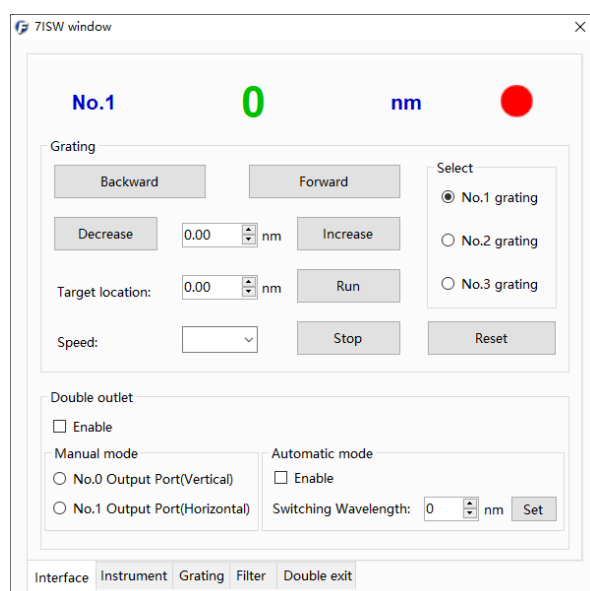 7ISW window
No.1 0 nm
Grating
Backward Forward
Select
No.1 grating
Decrease 0.00 nm Increase
No.2 grating
Target location: 0.00 nm Run
No.3 grating
Speed: Stop Reset
Double outlet
Enable
Manual mode Automatic mode
No.0 Output Port(Vertical) Enable
No.1 Output Port(Horizontal) Switching Wavelength: 0 nm Set
Interface Instrument Grating Filter Double exit